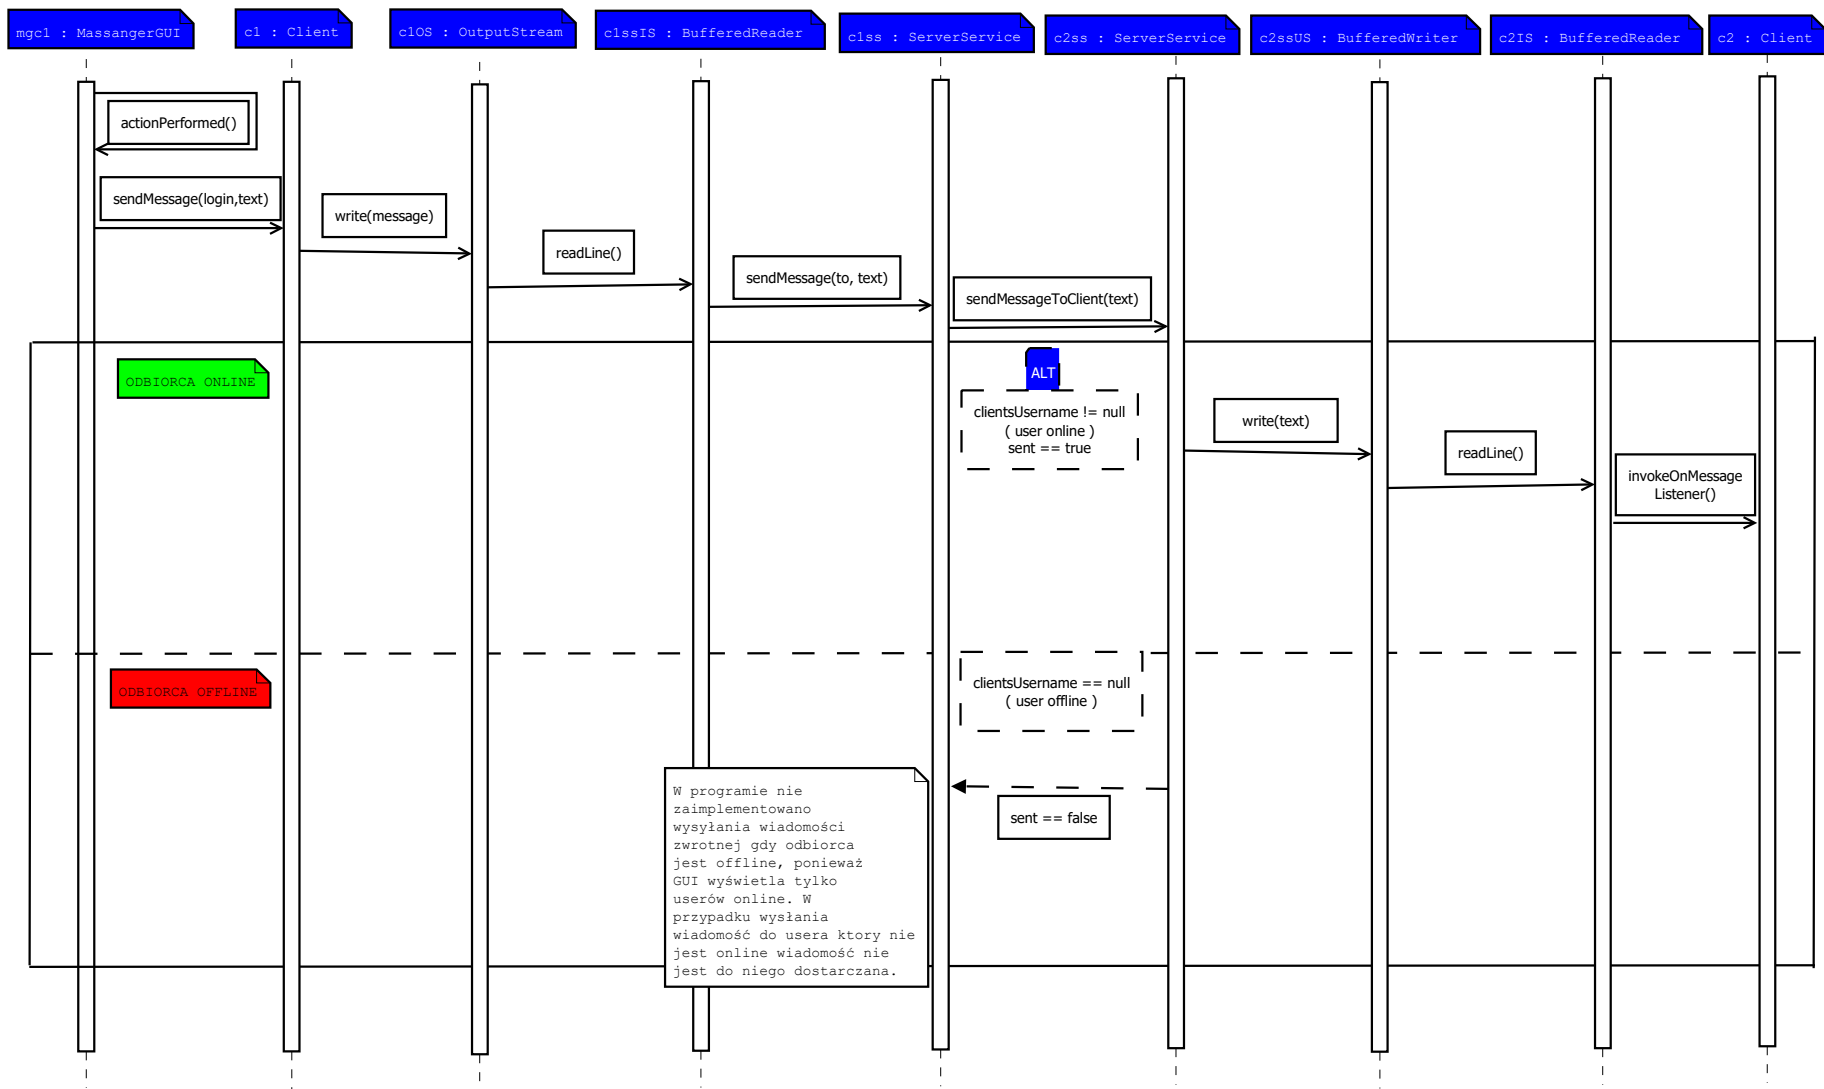 mgc1 : MassangerGUI
c1 : Client
c1OS : OutputStream
c1ssIS : BufferedReader
c1ss : ServerService
c2ss : ServerService
c2ssUS : BufferedWriter
c2IS : BufferedReader
c2 : Client
actionPerformed()
sendMessage(login,text)
write(message)
readLine()
sendMessage(to, text)
sendMessageToClient(text)
ODBIORCA ONLINE
ALT
clientsUsername != null
( user online )
sent == true
write(text)
readLine()
invokeOnMessage
Listener()
ODBIORCA OFFLINE
clientsUsername == null
( user offline )
sent == false
W programie nie
zaimplementowano
wysyłania wiadomości
zwrotnej gdy odbiorca
jest offline, ponieważ
GUI wyświetla tylko
userów online. W
przypadku wysłania
wiadomość do usera ktory nie
jest online wiadomość nie
jest do niego dostarczana.